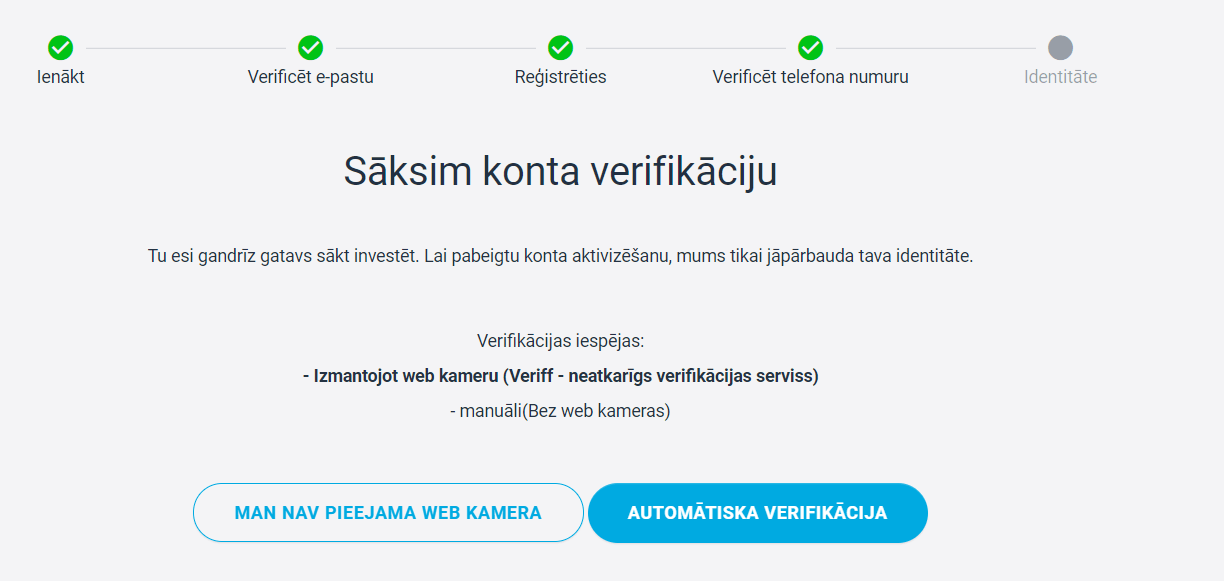 Ienākt
Verificēt e-pastu
Reģistrēties
Verificēt telefona numuru
Identitāte
Sāksim konta verifikāciju
Tu esi gandrīz gatavs sākt investēt. Lai pabeigtu konta aktivizēšanu, mums tikai jāpārbauda tava identitāte.
Verifikācijas iespējas:
- Izmantojot web kameru (Veriff - neatkarīgs verifikācijas serviss)
- manuāli(Bez web kameras)
MAN NAV PIEEJAMA WEB KAMERA
AUTOMĀTISKA VERIFIKĀCIJA